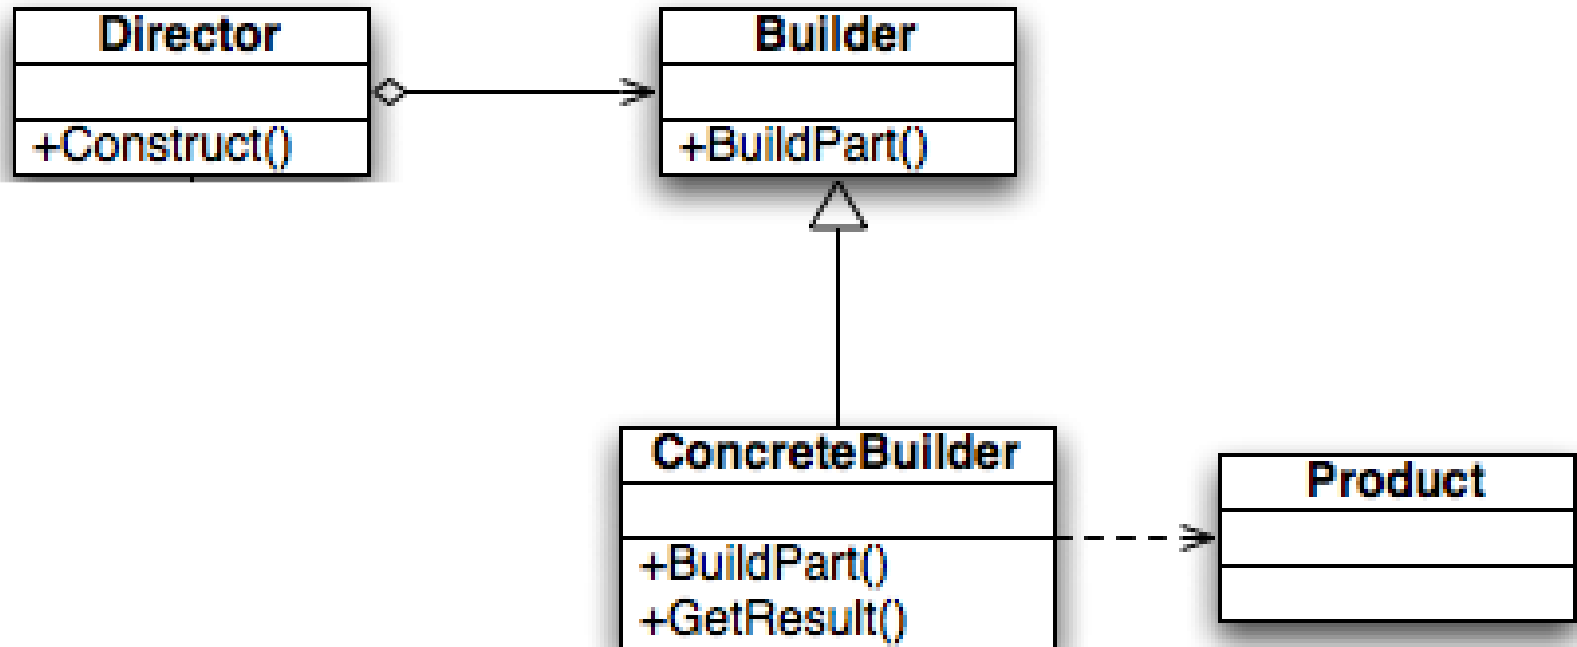 Director
+Construct()
Builder
+BuildPart()
ConcreteBuilder
+BuildPart()
+GetResult()
Product